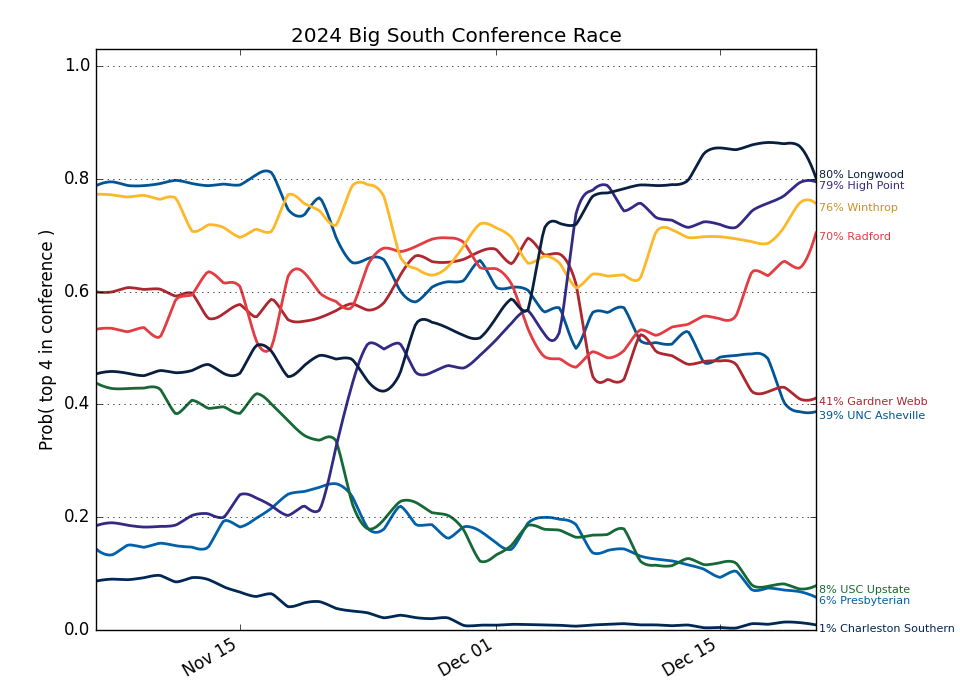 2024 Big South Conference Race
Prob( top 4 in conference )
1.0
0.8
0.6
0.4
0.2
0.0
Nov 15
Dec 01
Dec 15
80% Longwood
79% High Point
76% Winthrop
70% Radford
41% Gardner Webb
39% UNC Asheville
8% USC Upstate
6% Presbyterian
1% Charleston Southern